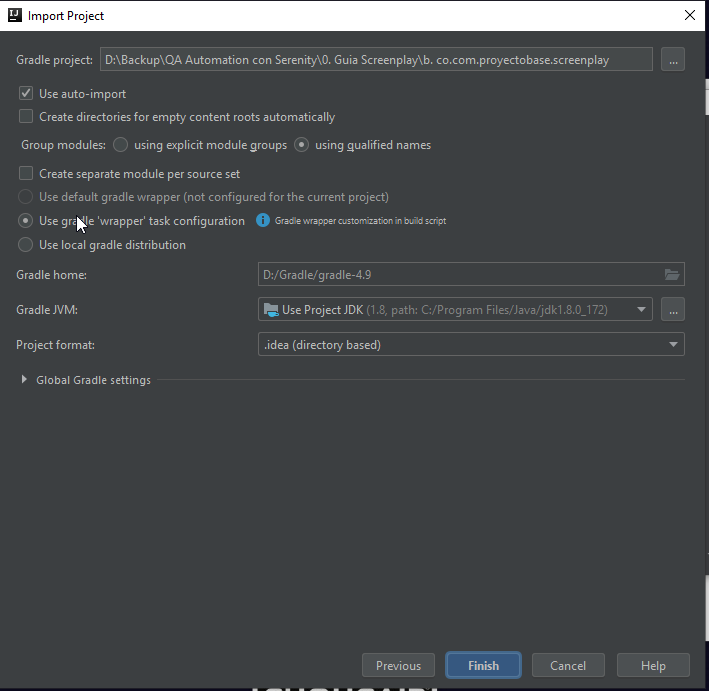 IJ Import Project
Gradle project: D:\Backup\QA Automation con Serenity\0. Guia Screenplay\b. co.com.proyectobase.screenplay ...
Use auto-import
Create directories for empty content roots automatically
Group modules: using explicit module groups using qualified names
Create separate module per source set
Use default gradle wrapper (not configured for the current project)
Use gradle 'wrapper' task configuration i Gradle wrapper customization in build script
Use local gradle distribution
Gradle home: D:/Gradle/gradle-4.9
Gradle JVM: Use Project JDK (1.8, path: C:/Program Files/Java/jdk1.8.0_172) ...
Project format: .idea (directory based)
Global Gradle settings
Previous Finish Cancel Help